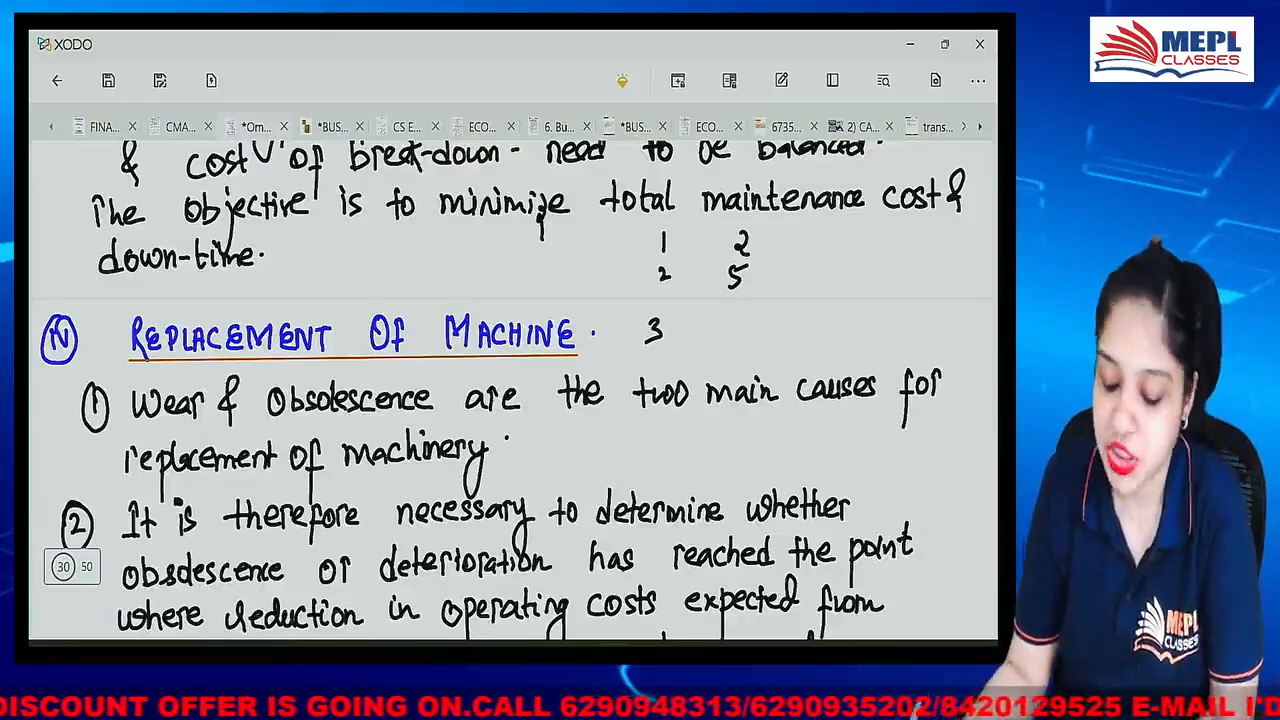 XODO
MEPL
CLASSES
FINA... CMA... *Om... *BUS... CS E... ECO... 6. Bu... *BUS... ECO... 6735... 2) CA... trans...
& cost of break-down - need to be balanced.
The objective is to minimize total maintenance cost &
down-time.
1 2
2 5
IV REPLACEMENT OF MACHINE. 3
1 Wear & Obsolescence are the two main causes for
replacement of machinery.
2 It is therefore necessary to determine whether
obsolescence or deterioration has reached the point
30 50
where reduction in operating costs expected from
MEPL
CLASSES
DISCOUNT OFFER IS GOING ON.CALL 6290948313/6290935202/8420129525 E-MAIL I'D